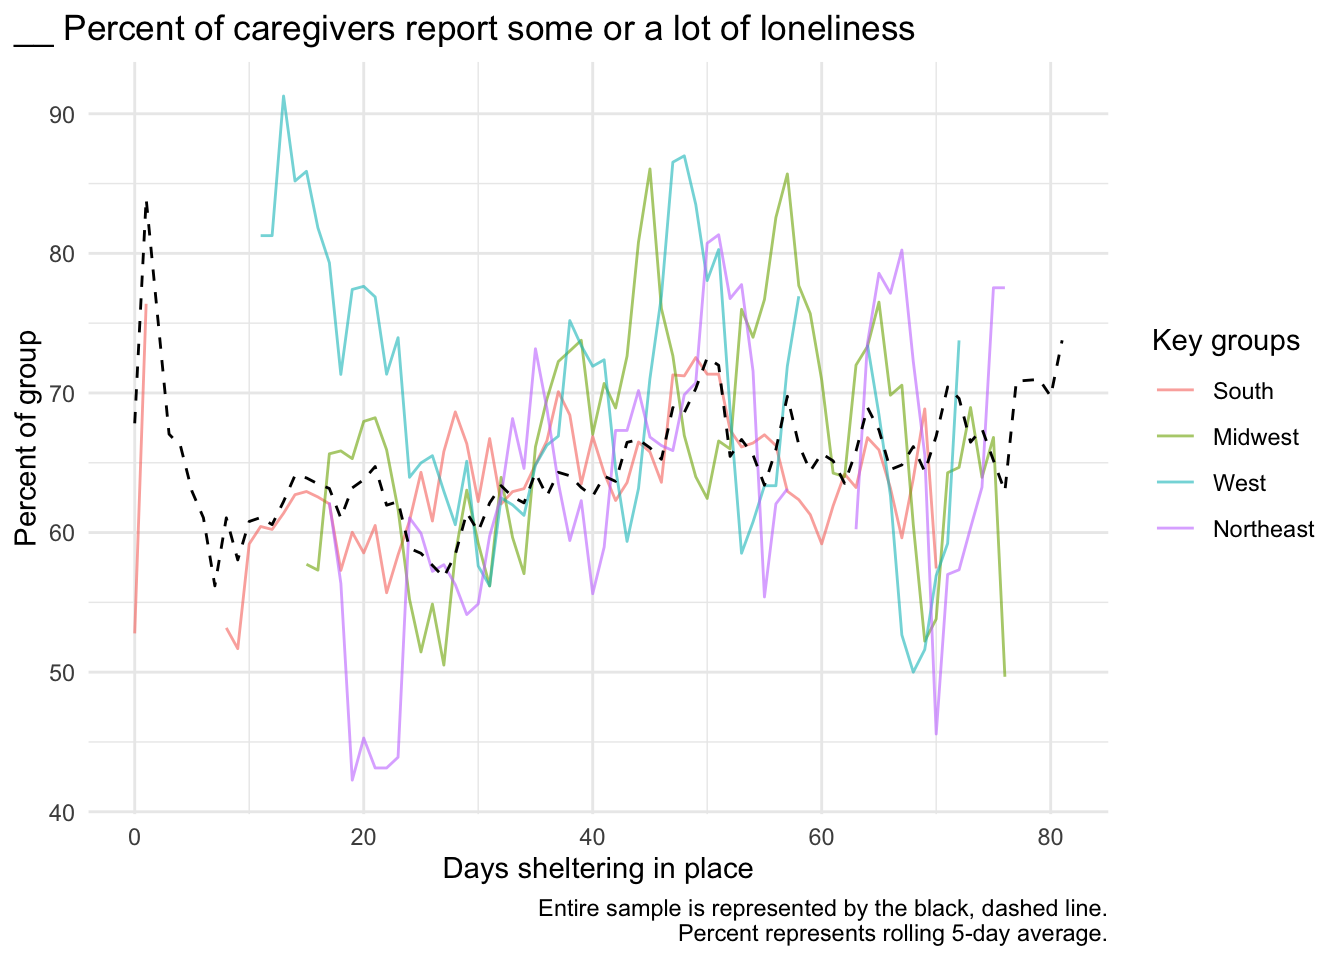 __ Percent of caregivers report some or a lot of loneliness
Percent of group
90
80
70
60
50
40
0 20 40 60 80
Days sheltering in place
Key groups
South
Midwest
West
Northeast
Entire sample is represented by the black, dashed line.
Percent represents rolling 5-day average.